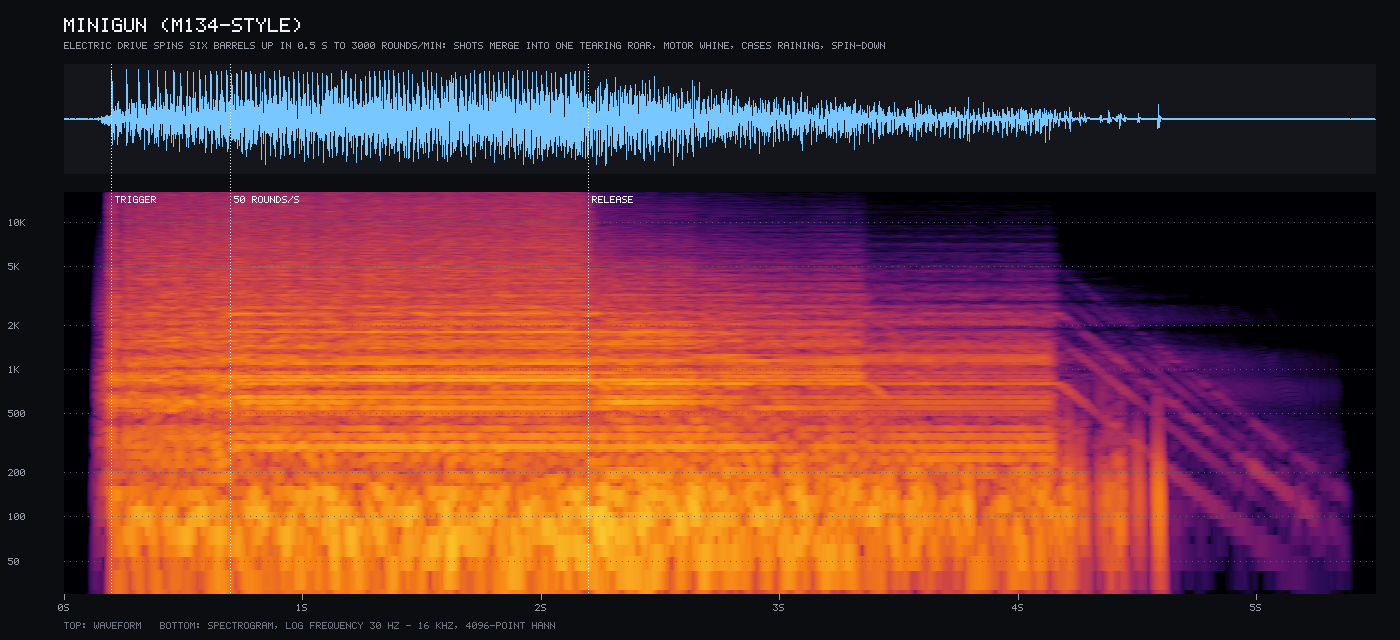 MINIGUN (M134-STYLE)
ELECTRIC DRIVE SPINS SIX BARRELS UP IN 0.5 S TO 3000 ROUNDS/MIN: SHOTS MERGE INTO ONE TEARING ROAR, MOTOR WHINE, CASES RAINING, SPIN-DOWN
TRIGGER 50 ROUNDS/S RELEASE
10K
5K
2K
1K
500
200
100
50
0S 1S 2S 3S 4S 5S
TOP: WAVEFORM BOTTOM: SPECTROGRAM, LOG FREQUENCY 30 HZ - 16 KHZ, 4096-POINT HANN